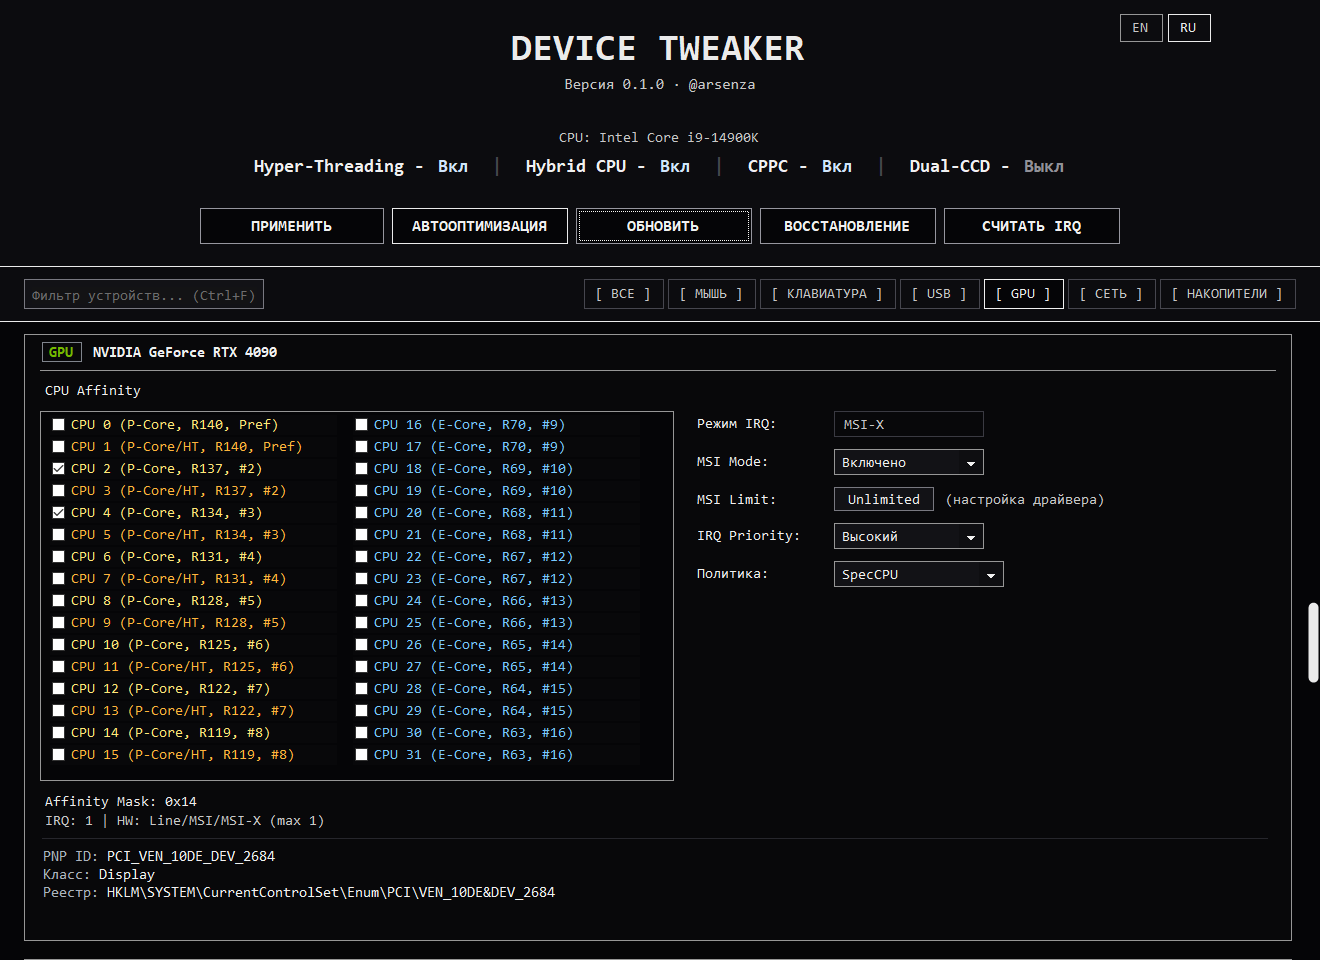 EN RU
DEVICE TWEAKER
Версия 0.1.0 · @arsenza
CPU: Intel Core i9-14900K
Hyper-Threading - Вкл | Hybrid CPU - Вкл | CPPC - Вкл | Dual-CCD - Выкл
ПРИМЕНИТЬ АВТООПТИМИЗАЦИЯ ОБНОВИТЬ ВОССТАНОВЛЕНИЕ СЧИТАТЬ IRQ
Фильтр устройств... (Ctrl+F) [ ВСЕ ] [ МЫШЬ ] [ КЛАВИАТУРА ] [ USB ] [ GPU ] [ СЕТЬ ] [ НАКОПИТЕЛИ ]
GPU NVIDIA GeForce RTX 4090
CPU Affinity
CPU 0 (P-Core, R140, Pref)
CPU 1 (P-Core/HT, R140, Pref)
CPU 2 (P-Core, R137, #2)
CPU 3 (P-Core/HT, R137, #2)
CPU 4 (P-Core, R134, #3)
CPU 5 (P-Core/HT, R134, #3)
CPU 6 (P-Core, R131, #4)
CPU 7 (P-Core/HT, R131, #4)
CPU 8 (P-Core, R128, #5)
CPU 9 (P-Core/HT, R128, #5)
CPU 10 (P-Core, R125, #6)
CPU 11 (P-Core/HT, R125, #6)
CPU 12 (P-Core, R122, #7)
CPU 13 (P-Core/HT, R122, #7)
CPU 14 (P-Core, R119, #8)
CPU 15 (P-Core/HT, R119, #8)
CPU 16 (E-Core, R70, #9)
CPU 17 (E-Core, R70, #9)
CPU 18 (E-Core, R69, #10)
CPU 19 (E-Core, R69, #10)
CPU 20 (E-Core, R68, #11)
CPU 21 (E-Core, R68, #11)
CPU 22 (E-Core, R67, #12)
CPU 23 (E-Core, R67, #12)
CPU 24 (E-Core, R66, #13)
CPU 25 (E-Core, R66, #13)
CPU 26 (E-Core, R65, #14)
CPU 27 (E-Core, R65, #14)
CPU 28 (E-Core, R64, #15)
CPU 29 (E-Core, R64, #15)
CPU 30 (E-Core, R63, #16)
CPU 31 (E-Core, R63, #16)
Режим IRQ: MSI-X
MSI Mode: Включено
MSI Limit: Unlimited (настройка драйвера)
IRQ Priority: Высокий
Политика: SpecCPU
Affinity Mask: 0x14
IRQ: 1 | HW: Line/MSI/MSI-X (max 1)
PNP ID: PCI_VEN_10DE_DEV_2684
Класс: Display
Реестр: HKLM\SYSTEM\CurrentControlSet\Enum\PCI\VEN_10DE&DEV_2684